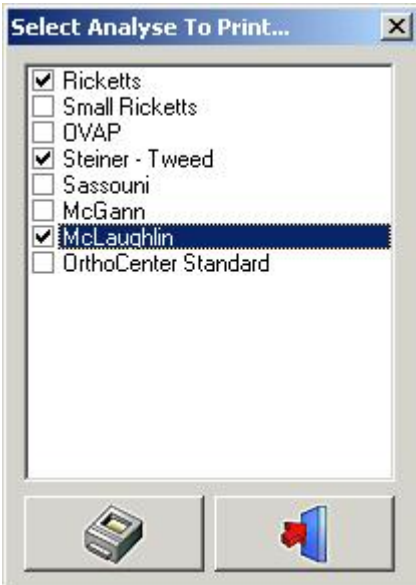 Select Analyse To Print...
Ricketts
Small Ricketts
OVAP
Steiner - Tweed
Sassouni
McGann
McLaughlin
OrthoCenter Standard